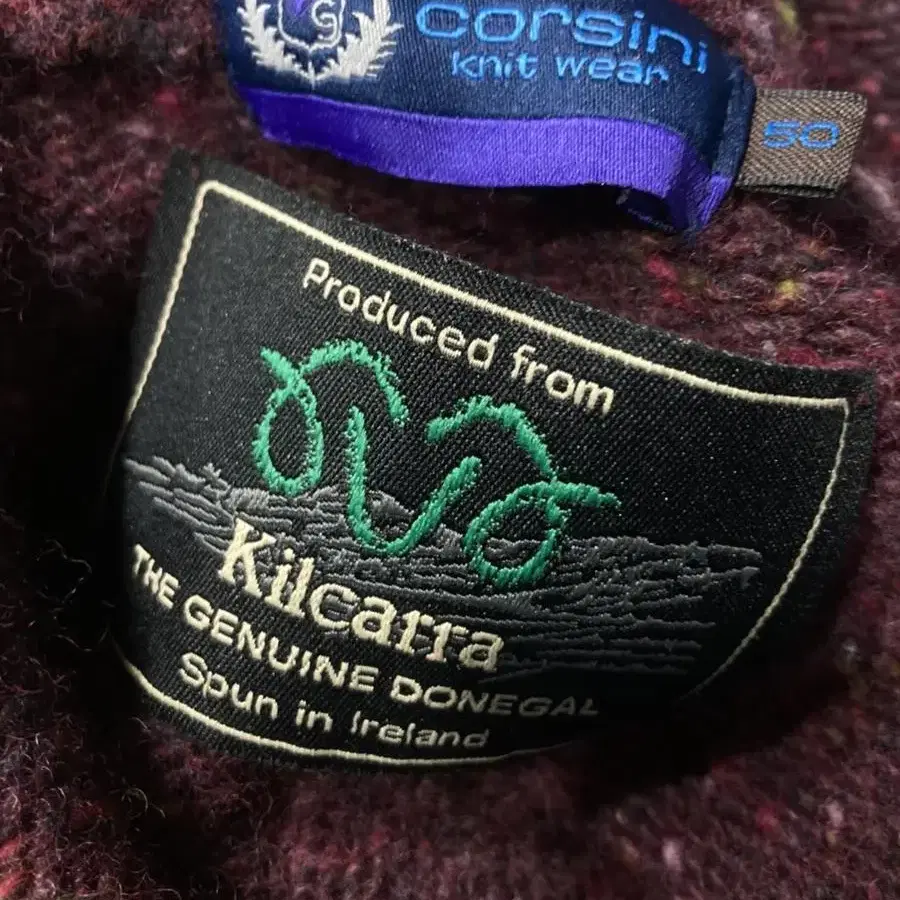 G
corsini
knit wear
50
Produced from
Kilcarra
THE GENUINE DONEGAL
Spun in Ireland